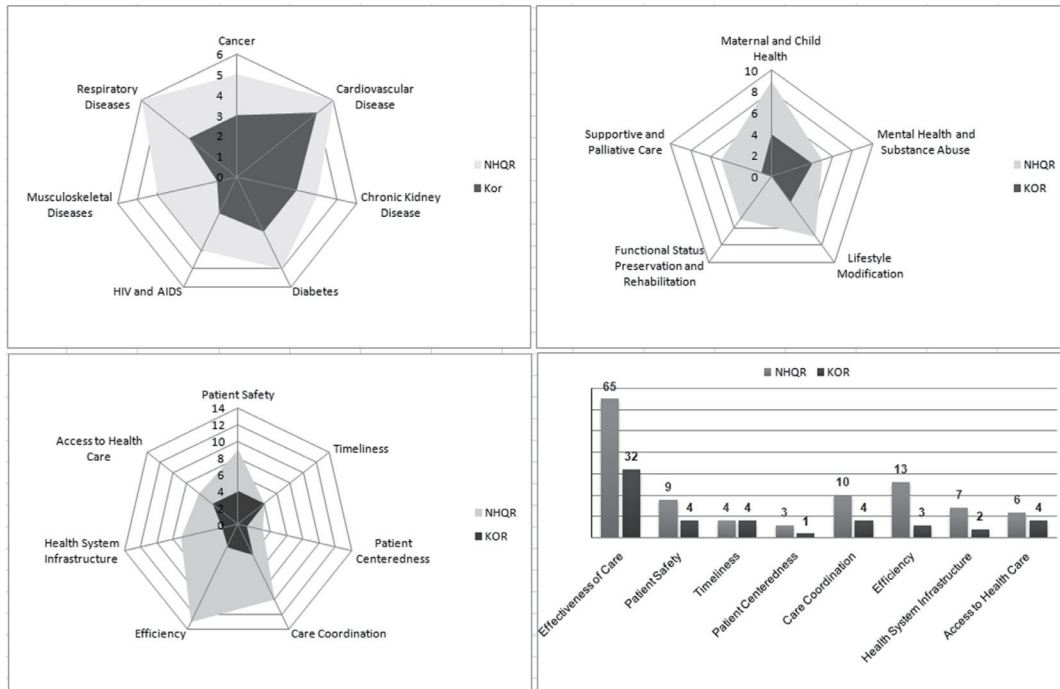 Cancer
6
5
4
3
2
1
0
Respiratory
Diseases
Cardiovascular
Disease
Musculoskeletal
Diseases
Chronic Kidney
Disease
HIV and AIDS
Diabetes
NHQR
Kor
Maternal and Child
Health
10
8
6
4
2
0
Supportive and
Palliative Care
Mental Health and
Substance Abuse
Functional Status
Preservation and
Rehabilitation
Lifestyle
Modification
NHQR
KOR
Patient Safety
14
12
10
8
6
4
2
0
Access to Health
Care
Timeliness
Health System
Infrastructure
Patient
Centeredness
Efficiency
Care Coordination
NHQR
KOR
NHQR KOR
65
32
9
4
4 4
3
1
10
4
13
3
7
2
6
4
Effectiveness of Care
Patient Safety
Timeliness
Patient Centeredness
Care Coordination
Efficiency
Health System Infrastructure
Access to Health Care